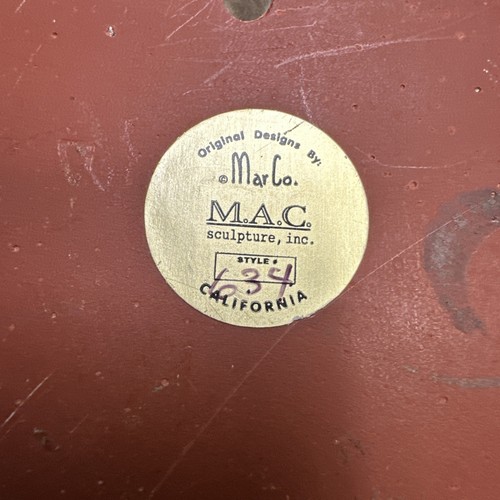 Original Designs By:
© MarCo.
M.A.C.
sculpture, inc.
STYLE #
634
CALIFORNIA